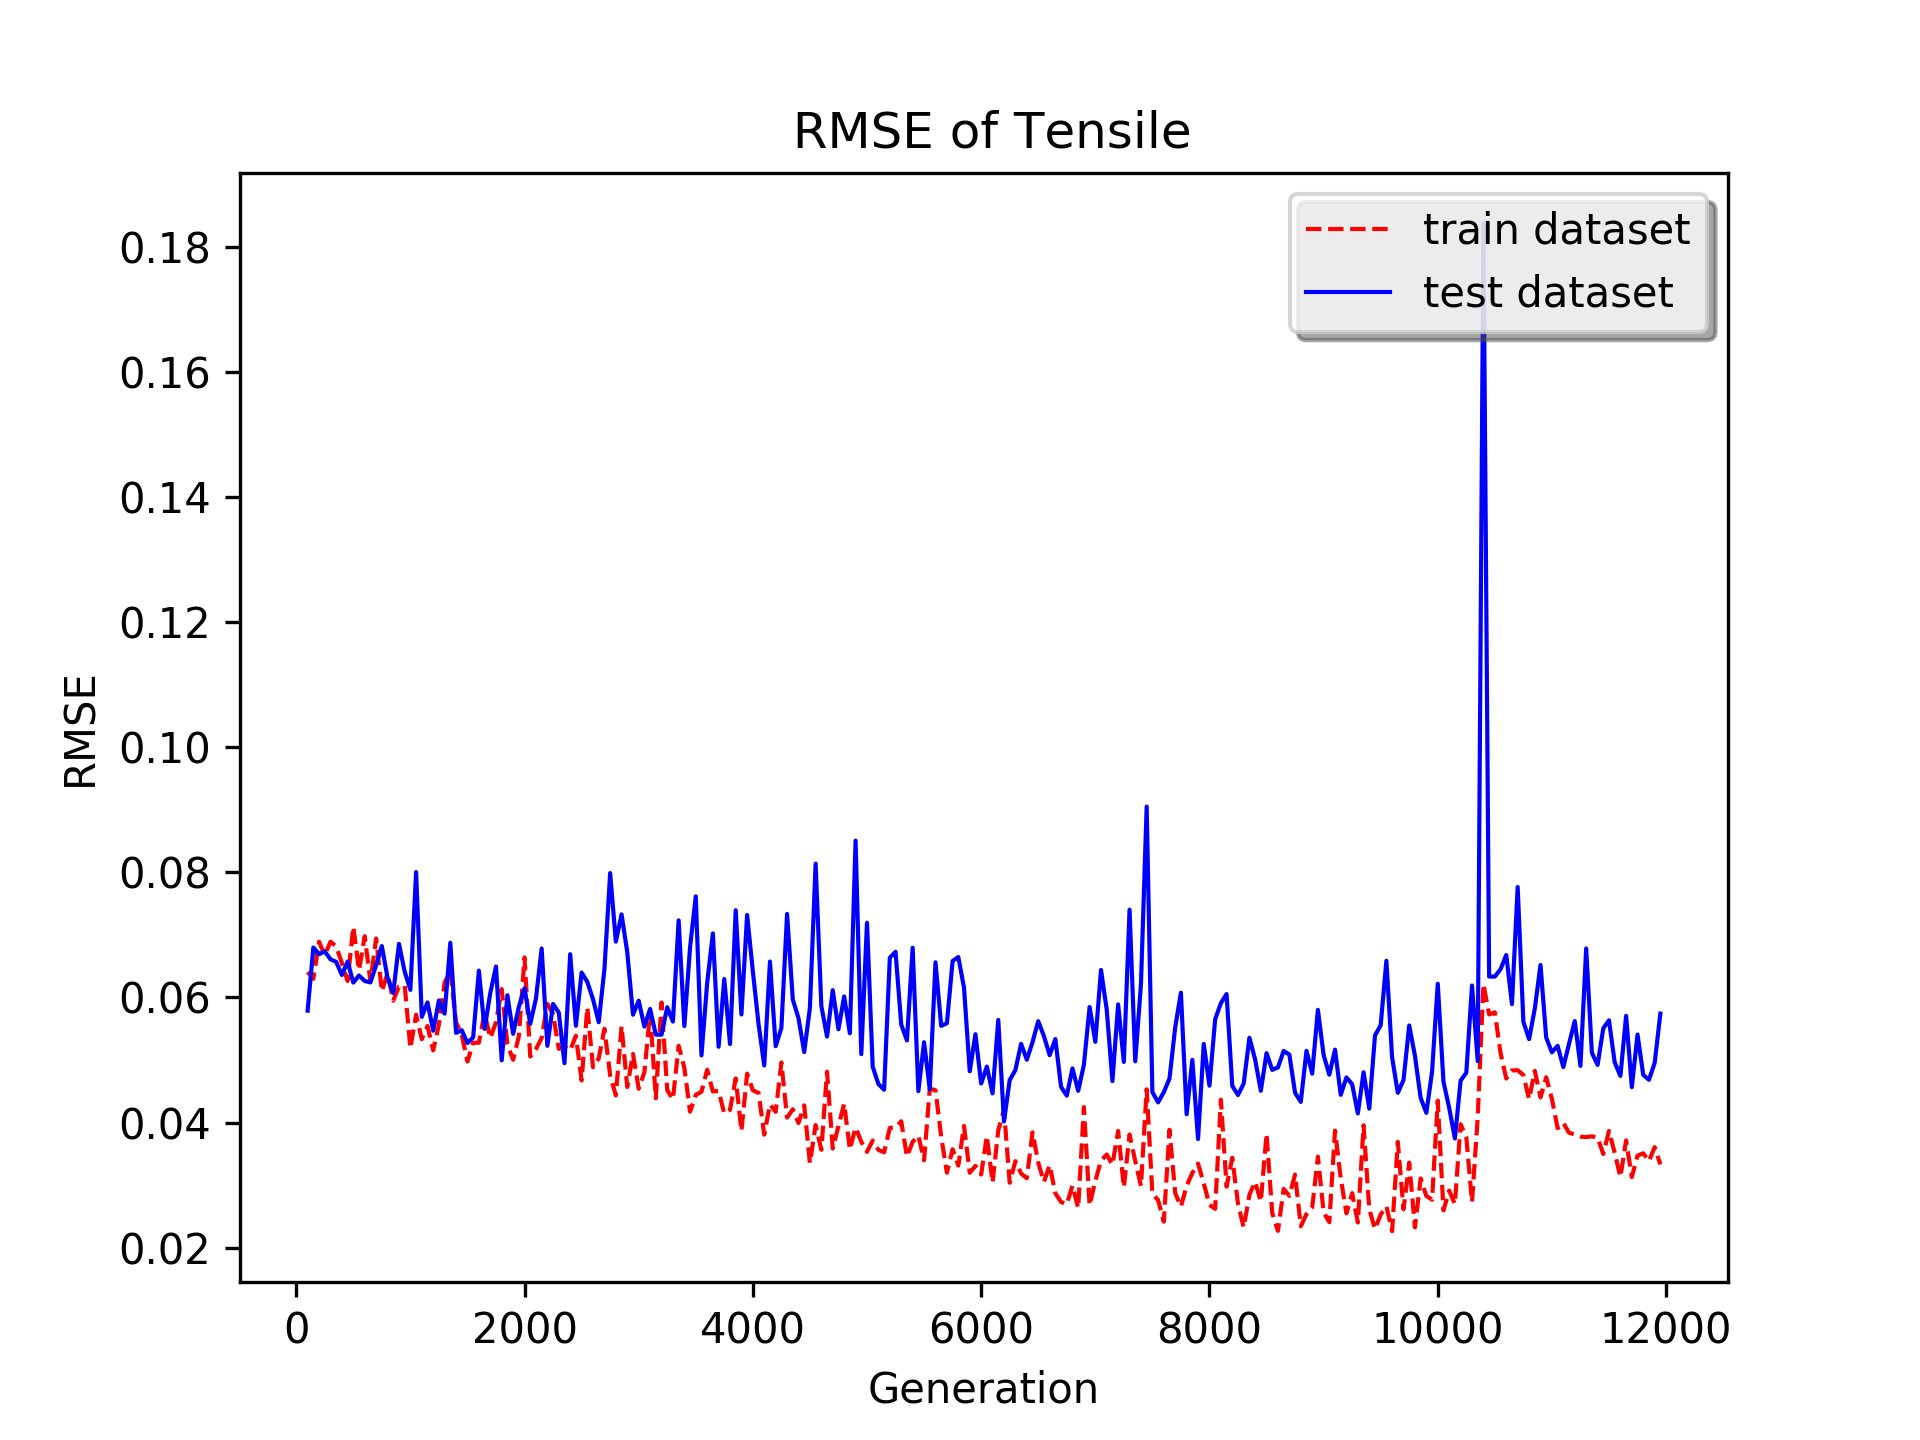 RMSE of Tensile
train dataset
test dataset
0.18
0.16
0.14
0.12
0.10
0.08
0.06
0.04
0.02
RMSE
0 2000 4000 6000 8000 10000 12000
Generation